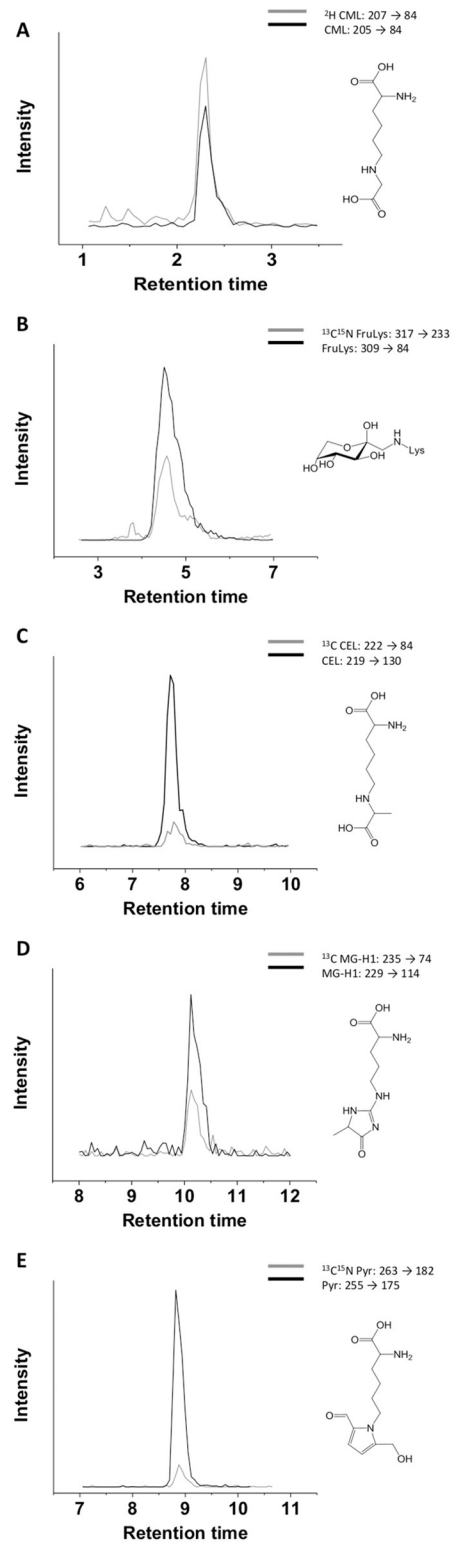 A
²H CML: 207 → 84
CML: 205 → 84
Intensity
OH
O
NH₂
HN
HO
O
1 2 3
Retention time
B
¹³C¹⁵N FruLys: 317 → 233
FruLys: 309 → 84
Intensity
OH
O
H
N
Lys
HO
HO
HO
OH
3 5 7
Retention time
C
¹³C CEL: 222 → 84
CEL: 219 → 130
Intensity
OH
O
NH₂
HN
HO
O
6 7 8 9 10
Retention time
D
¹³C MG-H1: 235 → 74
MG-H1: 229 → 114
Intensity
OH
O
NH₂
NH
HN
N
O
8 9 10 11 12
Retention time
E
¹³C¹⁵N Pyr: 263 → 182
Pyr: 255 → 175
Intensity
OH
O
NH₂
O
N
OH
7 8 9 10 11
Retention time